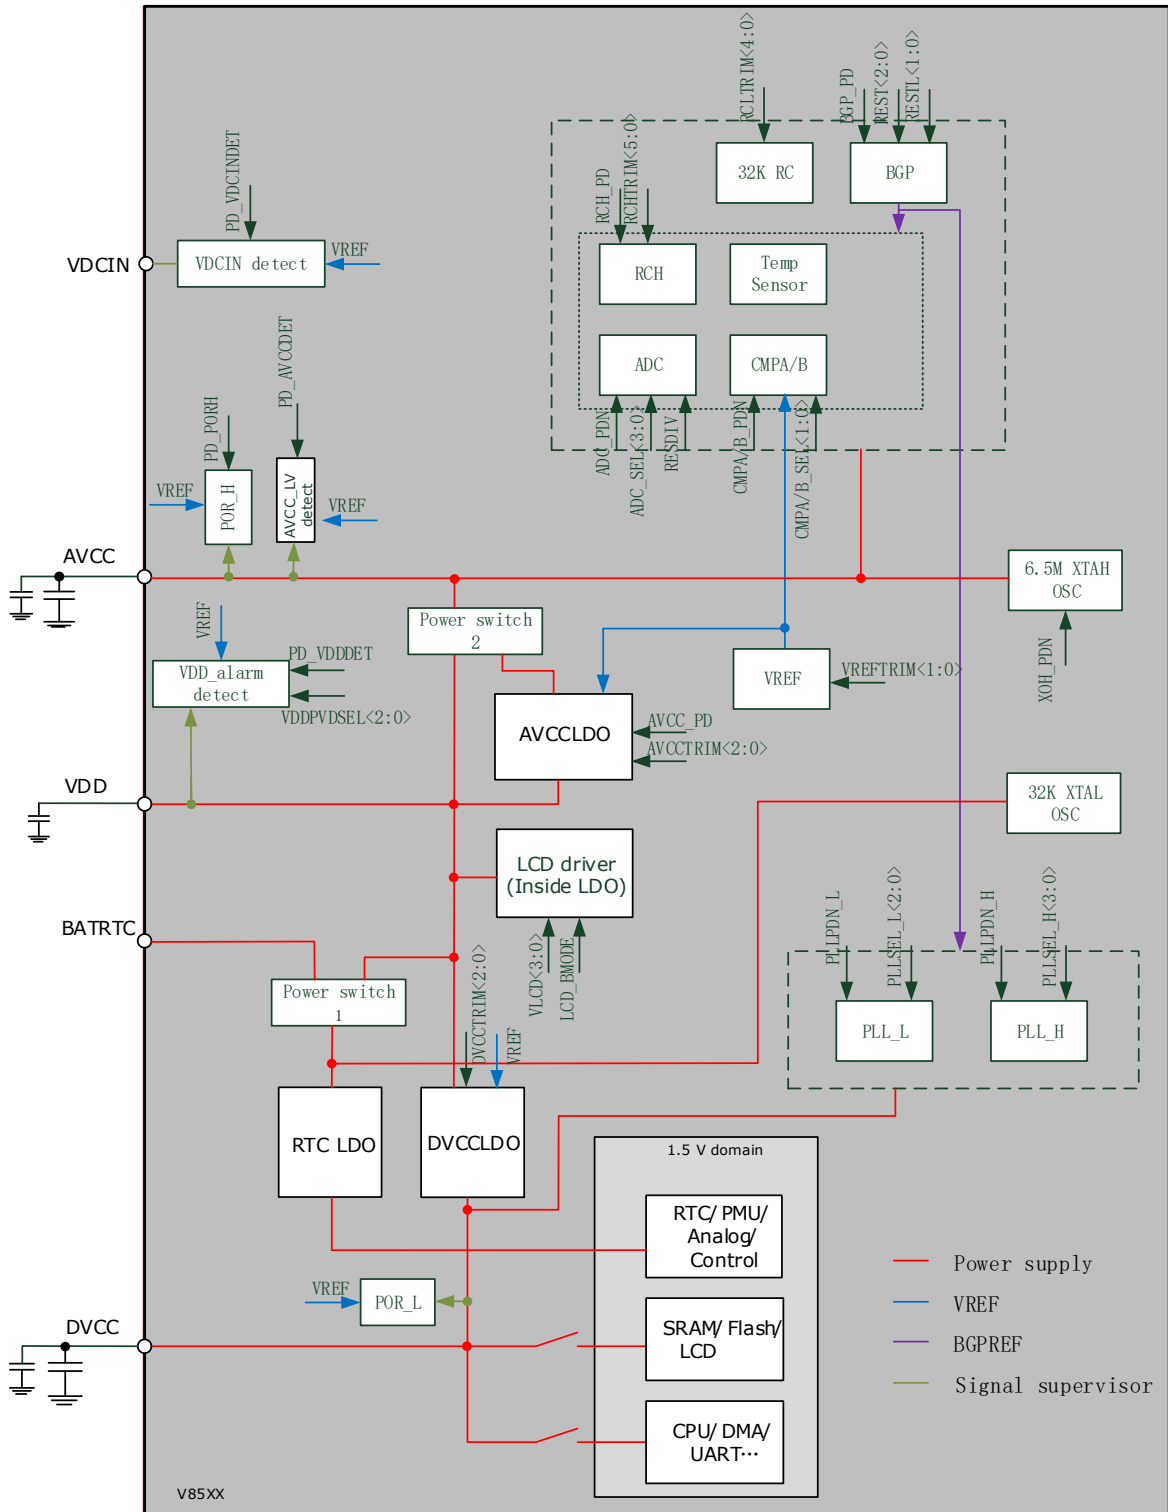 RCLTRIM<4:0>
BGP_PD
REST<2:0>
RESTL<1:0>
32K RC
BGP
PD_VDCINDET
RCH_PD
RCHTRIM<5:0>
VDCIN
VDCIN detect
VREF
RCH
Temp
Sensor
PD_AVCCDET
ADC
CMPA/B
PD_PORH
ADC_PDN
ADC_SEL<3:0>
RESDIV
CMPA/B_PDN
CMPA/B_SEL<1:0>
VREF
POR_H
AVCC_LV
detect
VREF
AVCC
6.5M XTAH
OSC
XOH_PDN
Power switch
2
VREF
VDD_alarm
detect
PD_VDDDET
VDDPVDSEL<2:0>
VREF
VREFTRIM<1:0>
AVCCLDO
AVCC_PD
AVCCTRIM<2:0>
VDD
32K XTAL
OSC
LCD driver
(Inside LDO)
VLCD<3:0>
LCD_BMODE
BATRTC
Power switch
1
DVCCTRIM<2:0>
VREF
PLLPDN_L
PLLSEL_L<2:0>
PLLPDN_H
PLLSEL_H<3:0>
PLL_L
PLL_H
RTC LDO
DVCCLDO
1.5 V domain
RTC/ PMU/
Analog/
Control
VREF
POR_L
DVCC
SRAM/ Flash/
LCD
CPU/ DMA/
UART···
Power supply
VREF
BGPREF
Signal supervisor
V85XX